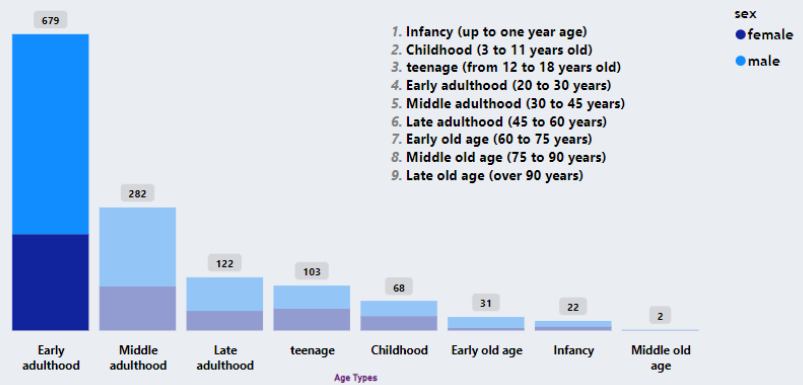 679
sex
female
male
1. Infancy (up to one year age)
2. Childhood (3 to 11 years old)
3. teenage (from 12 to 18 years old)
4. Early adulthood (20 to 30 years)
5. Middle adulthood (30 to 45 years)
6. Late adulthood (45 to 60 years)
7. Early old age (60 to 75 years)
8. Middle old age (75 to 90 years)
9. Late old age (over 90 years)
282
122
103
68
31
22
2
Early
adulthood
Middle
adulthood
Late
adulthood
teenage
Childhood
Early old age
Infancy
Middle old
age
Age Types